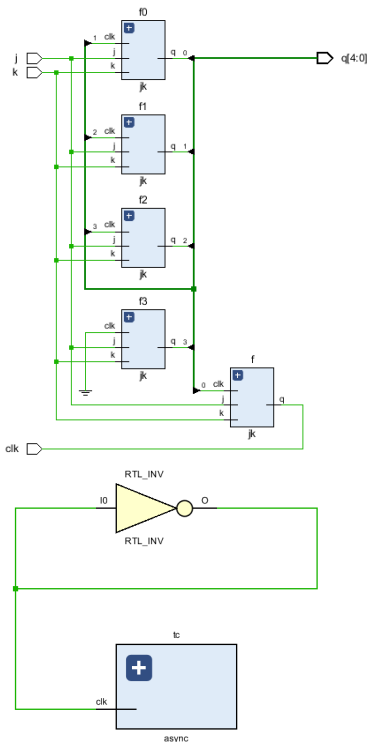 f0
1 clk
j
k
q 0
jk
j
k
q[4:0]
f1
2 clk
j
k
q 1
jk
f2
3 clk
j
k
q 2
jk
f3
clk
j
k
q 3
jk
f
0 clk
j
k
q
jk
clk
RTL_INV
I0
O
RTL_INV
tc
clk
async